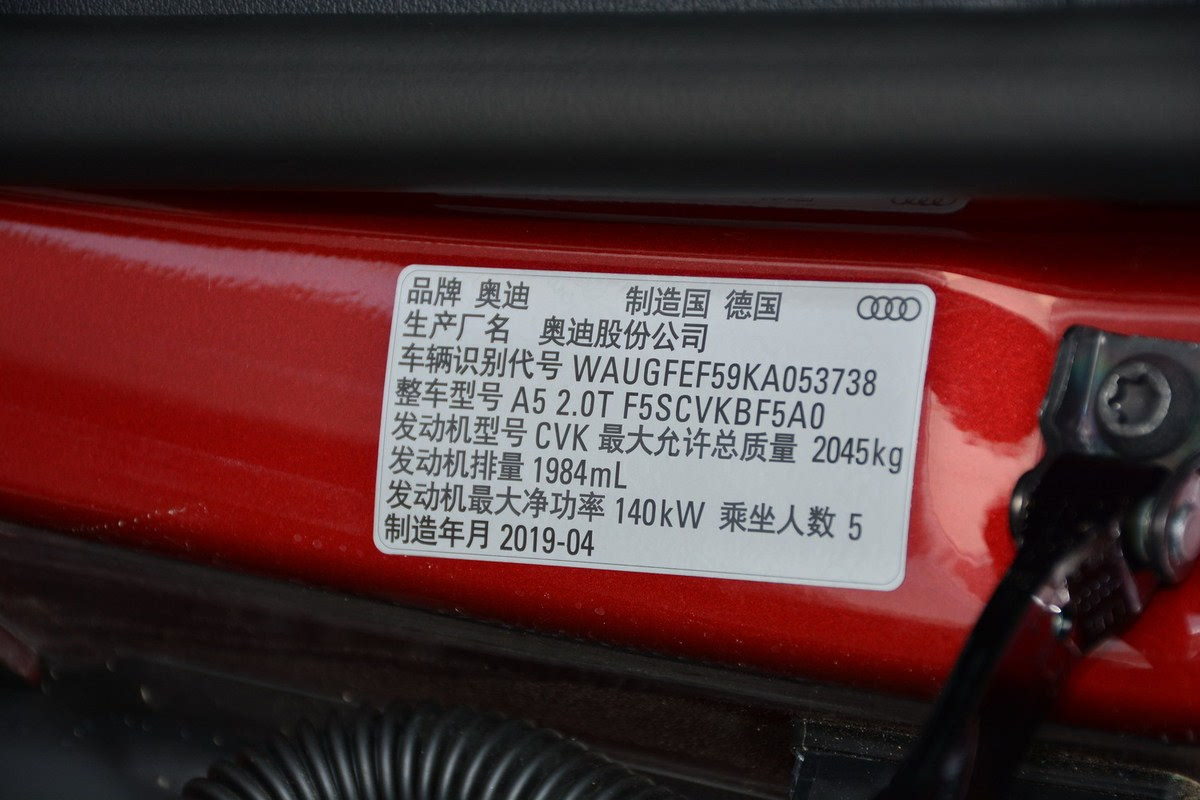 品牌 奥迪 制造国 德国
生产厂名 奥迪股份公司
车辆识别代号 WAUGFEF59KA053738
整车型号 A5 2.0T F5SCVKBF5A0
发动机型号 CVK 最大允许总质量 2045kg
发动机排量 1984mL
发动机最大净功率 140kW 乘坐人数 5
制造年月 2019-04